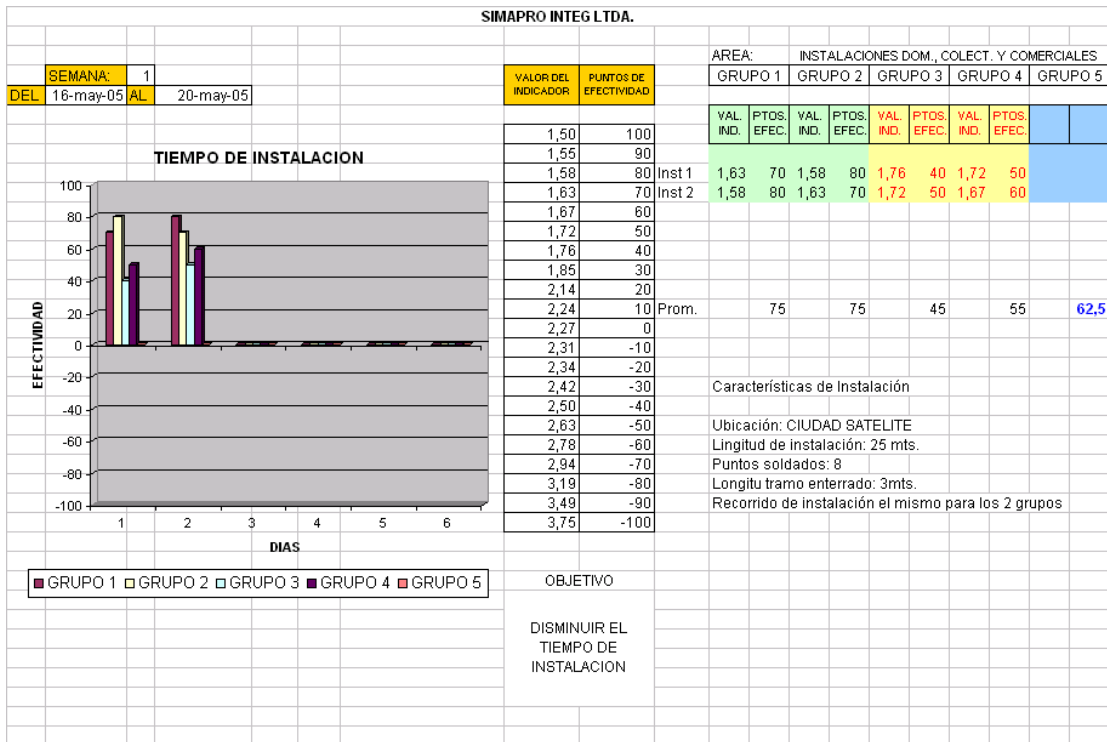 SIMAPRO INTEG LTDA.
AREA: INSTALACIONES DOM., COLECT. Y COMERCIALES
SEMANA: 1
DEL 16-may-05 AL 20-may-05
VALOR DEL INDICADOR PUNTOS DE EFECTIVIDAD
GRUPO 1 GRUPO 2 GRUPO 3 GRUPO 4 GRUPO 5
VAL. IND. PTOS. EFEC. VAL. IND. PTOS. EFEC. VAL. IND. PTOS. EFEC. VAL. IND. PTOS. EFEC.
1,50 100
1,55 90
1,58 80 Inst 1 1,63 70 1,58 80 1,76 40 1,72 50
1,63 70 Inst 2 1,58 80 1,63 70 1,72 50 1,67 60
1,67 60
1,72 50
1,76 40
1,85 30
2,14 20
2,24 10 Prom. 75 75 45 55 62,5
2,27 0
2,31 -10
2,34 -20
2,42 -30
2,50 -40
2,63 -50
2,78 -60
2,94 -70
3,19 -80
3,49 -90
3,75 -100
TIEMPO DE INSTALACION
EFECTIVIDAD
100
80
60
40
20
0
-20
-40
-60
-80
-100
1 2 3 4 5 6
DIAS
GRUPO 1 GRUPO 2 GRUPO 3 GRUPO 4 GRUPO 5
Características de Instalación
Ubicación: CIUDAD SATELITE
Lingitud de instalación: 25 mts.
Puntos soldados: 8
Longitu tramo enterrado: 3mts.
Recorrido de instalación el mismo para los 2 grupos
OBJETIVO
DISMINUIR EL
TIEMPO DE
INSTALACION